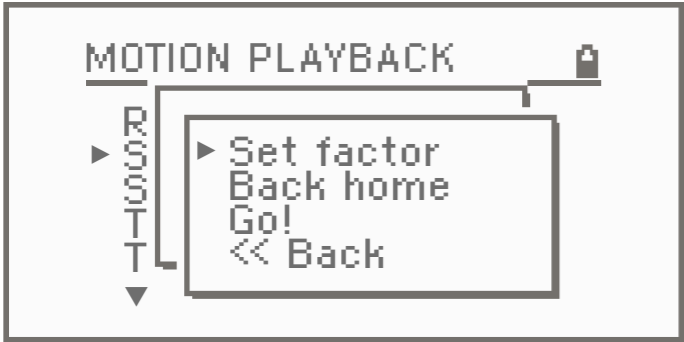 MOTION PLAYBACK
R
S
S
T
T
Set factor
Back home
Go!
<< Back